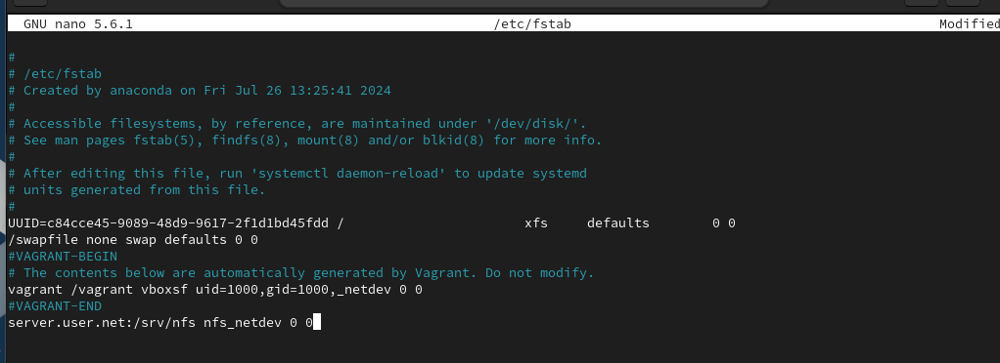 GNU nano 5.6.1 /etc/fstab Modified
#
# /etc/fstab
# Created by anaconda on Fri Jul 26 13:25:41 2024
#
# Accessible filesystems, by reference, are maintained under '/dev/disk/'.
# See man pages fstab(5), findfs(8), mount(8) and/or blkid(8) for more info.
#
# After editing this file, run 'systemctl daemon-reload' to update systemd
# units generated from this file.
#
UUID=c84cce45-9089-48d9-9617-2f1d1bd45fdd / xfs defaults 0 0
/swapfile none swap defaults 0 0
#VAGRANT-BEGIN
# The contents below are automatically generated by Vagrant. Do not modify.
vagrant /vagrant vboxsf uid=1000,gid=1000,_netdev 0 0
#VAGRANT-END
server.user.net:/srv/nfs nfs_netdev 0 0